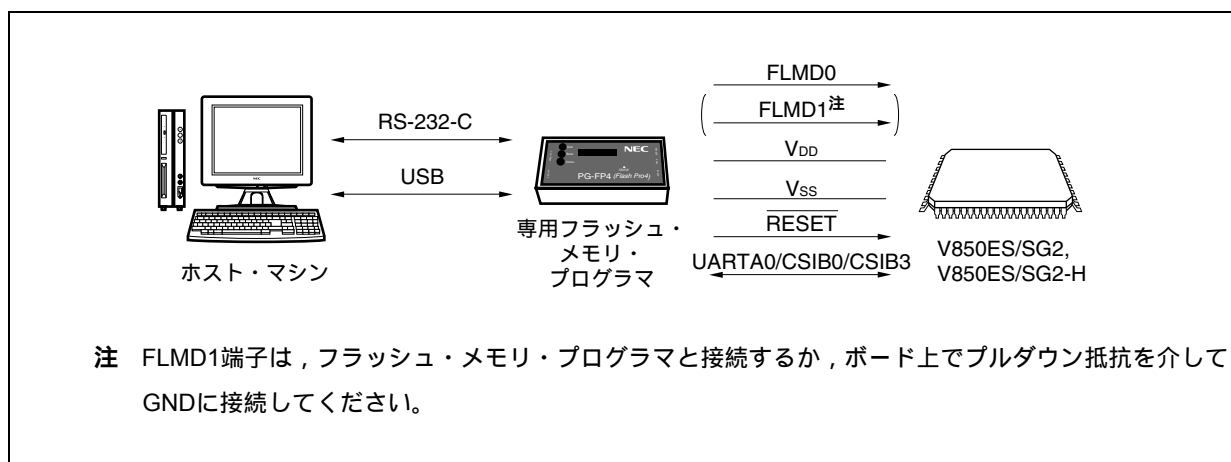 FLMD0
FLMD1注
VDD
VSS
RESET
UARTA0/CSIB0/CSIB3
RS-232-C
USB
NEC
PG-FP4 (Flash Pro4)
ホスト・マシン
専用フラッシュ・
メモリ・
プログラマ
V850ES/SG2,
V850ES/SG2-H
注 FLMD1端子は，フラッシュ・メモリ・プログラマと接続するか，ボード上でプルダウン抵抗を介して
GNDに接続してください。